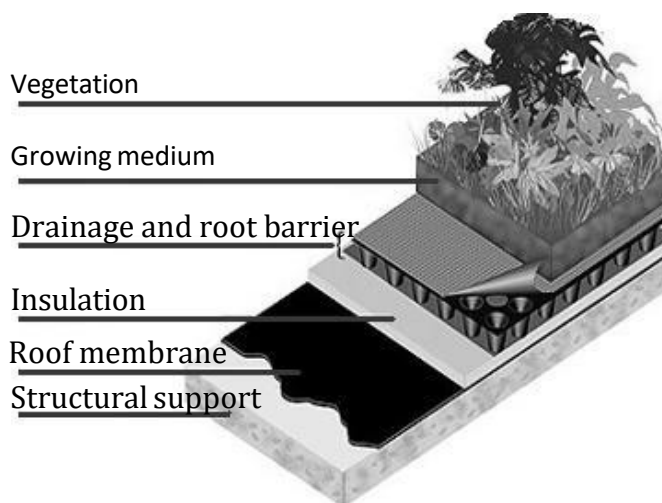 Vegetation
Growing medium
Drainage and root barrier
Insulation
Roof membrane
Structural support